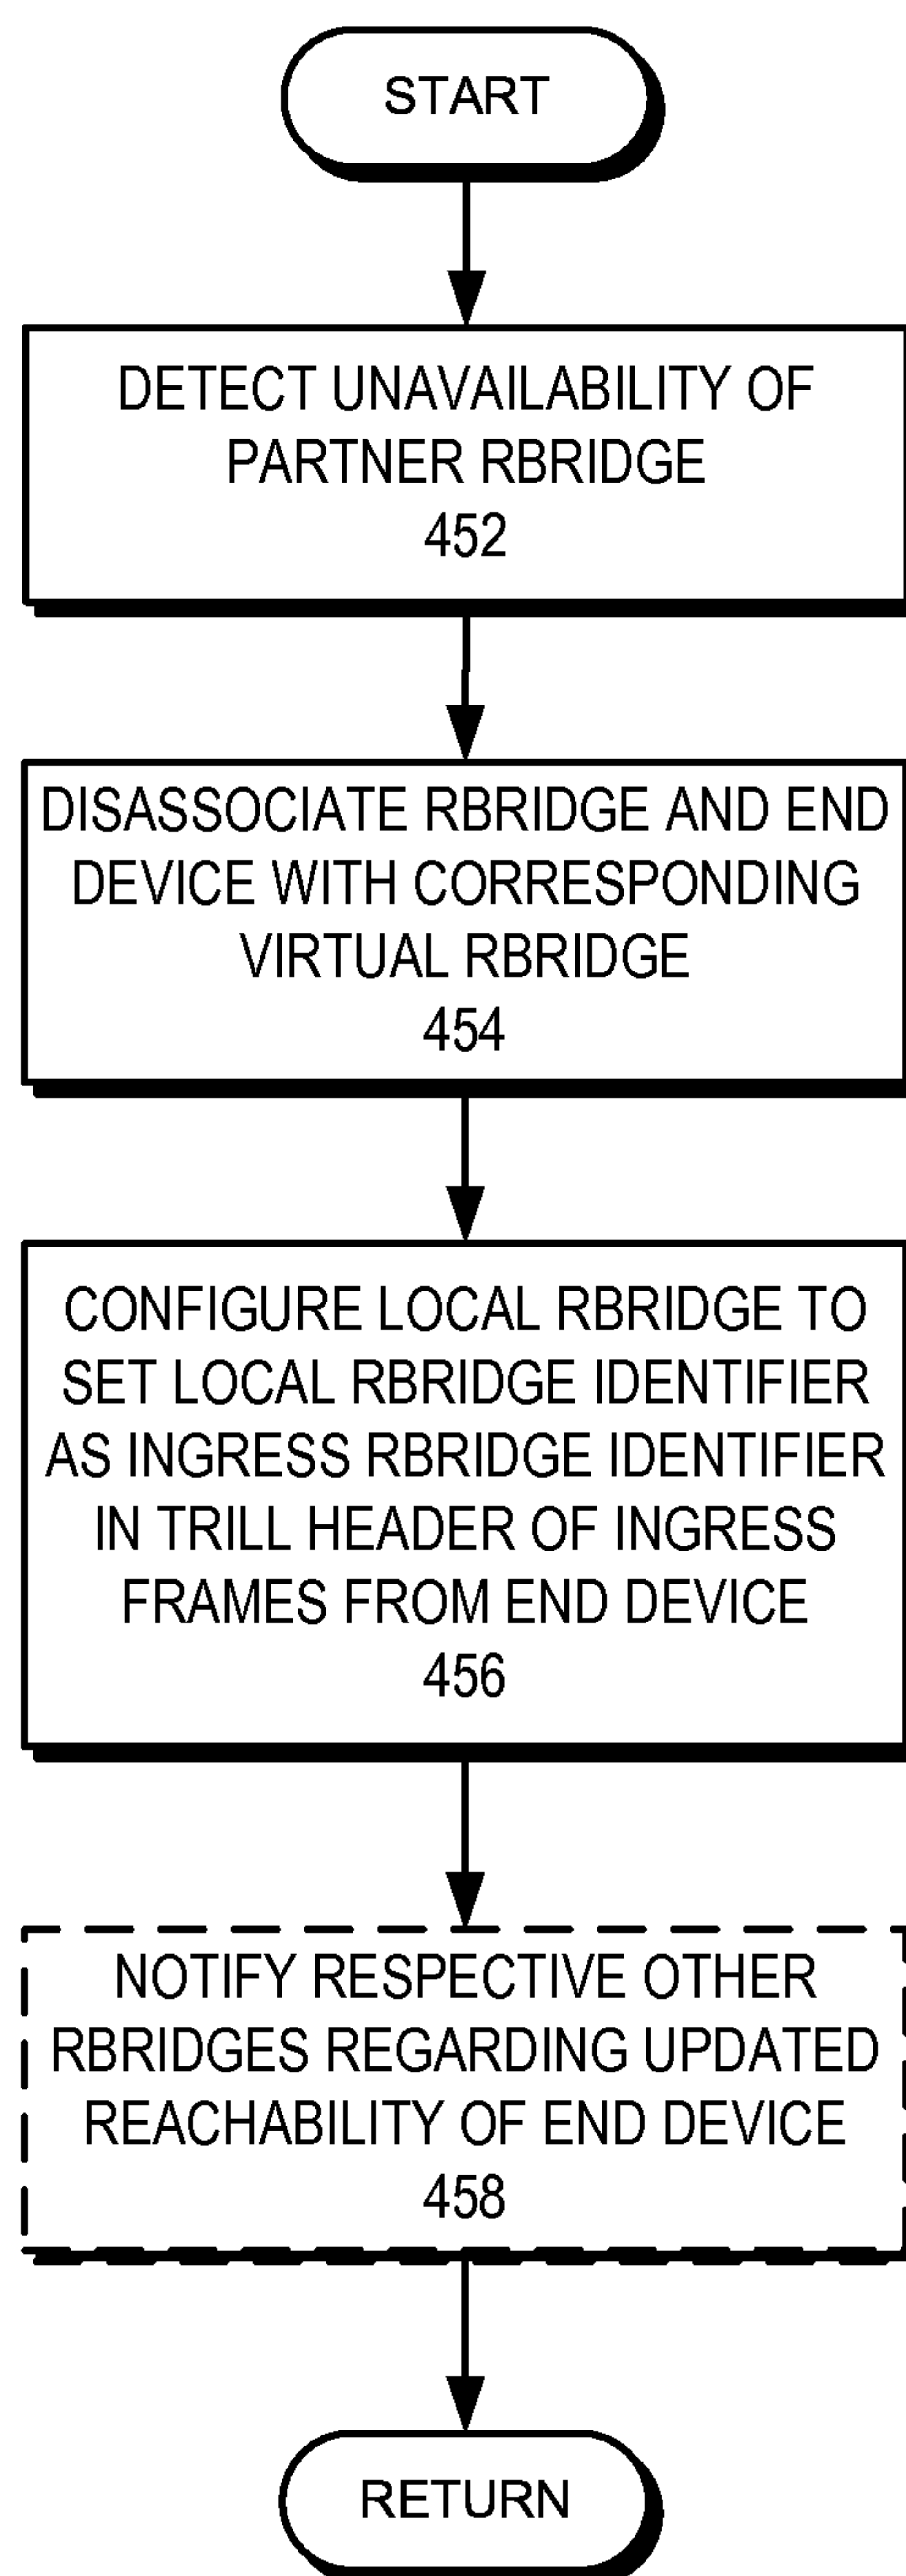 START
DETECT UNAVAILABILITY OF
PARTNER RBRIDGE
452
DISASSOCIATE RBRIDGE AND END
DEVICE WITH CORRESPONDING
VIRTUAL RBRIDGE
454
CONFIGURE LOCAL RBRIDGE TO
SET LOCAL RBRIDGE IDENTIFIER
AS INGRESS RBRIDGE IDENTIFIER
IN TRILL HEADER OF INGRESS
FRAMES FROM END DEVICE
456
NOTIFY RESPECTIVE OTHER
RBRIDGES REGARDING UPDATED
REACHABILITY OF END DEVICE
458
RETURN